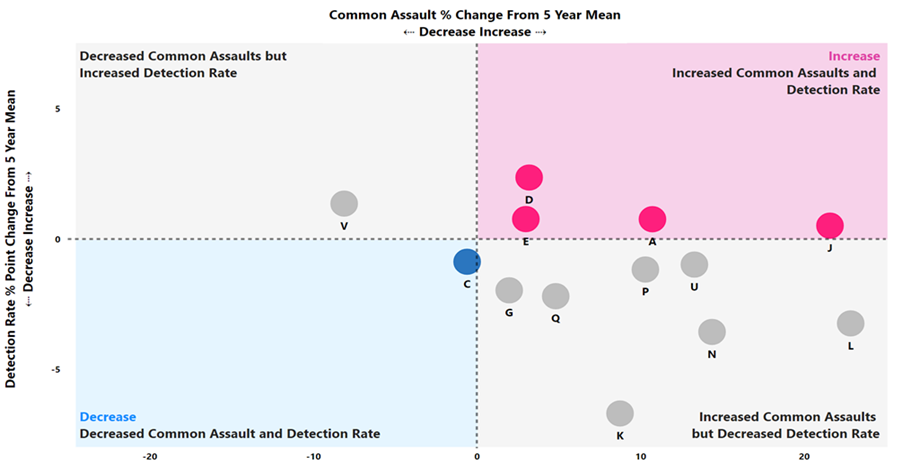 Common Assault % Change From 5 Year Mean
⇠ Decrease Increase ⇢
Detection Rate % Point Change From 5 Year Mean
⇠ Decrease Increase ⇢
Decreased Common Assaults but
Increased Detection Rate
Increase
Increased Common Assaults and
Detection Rate
5
D
V
E
A
J
0
C
G
Q
P
U
N
L
K
-5
Decrease
Decreased Common Assault and Detection Rate
Increased Common Assaults
but Decreased Detection Rate
-20
-10
0
10
20